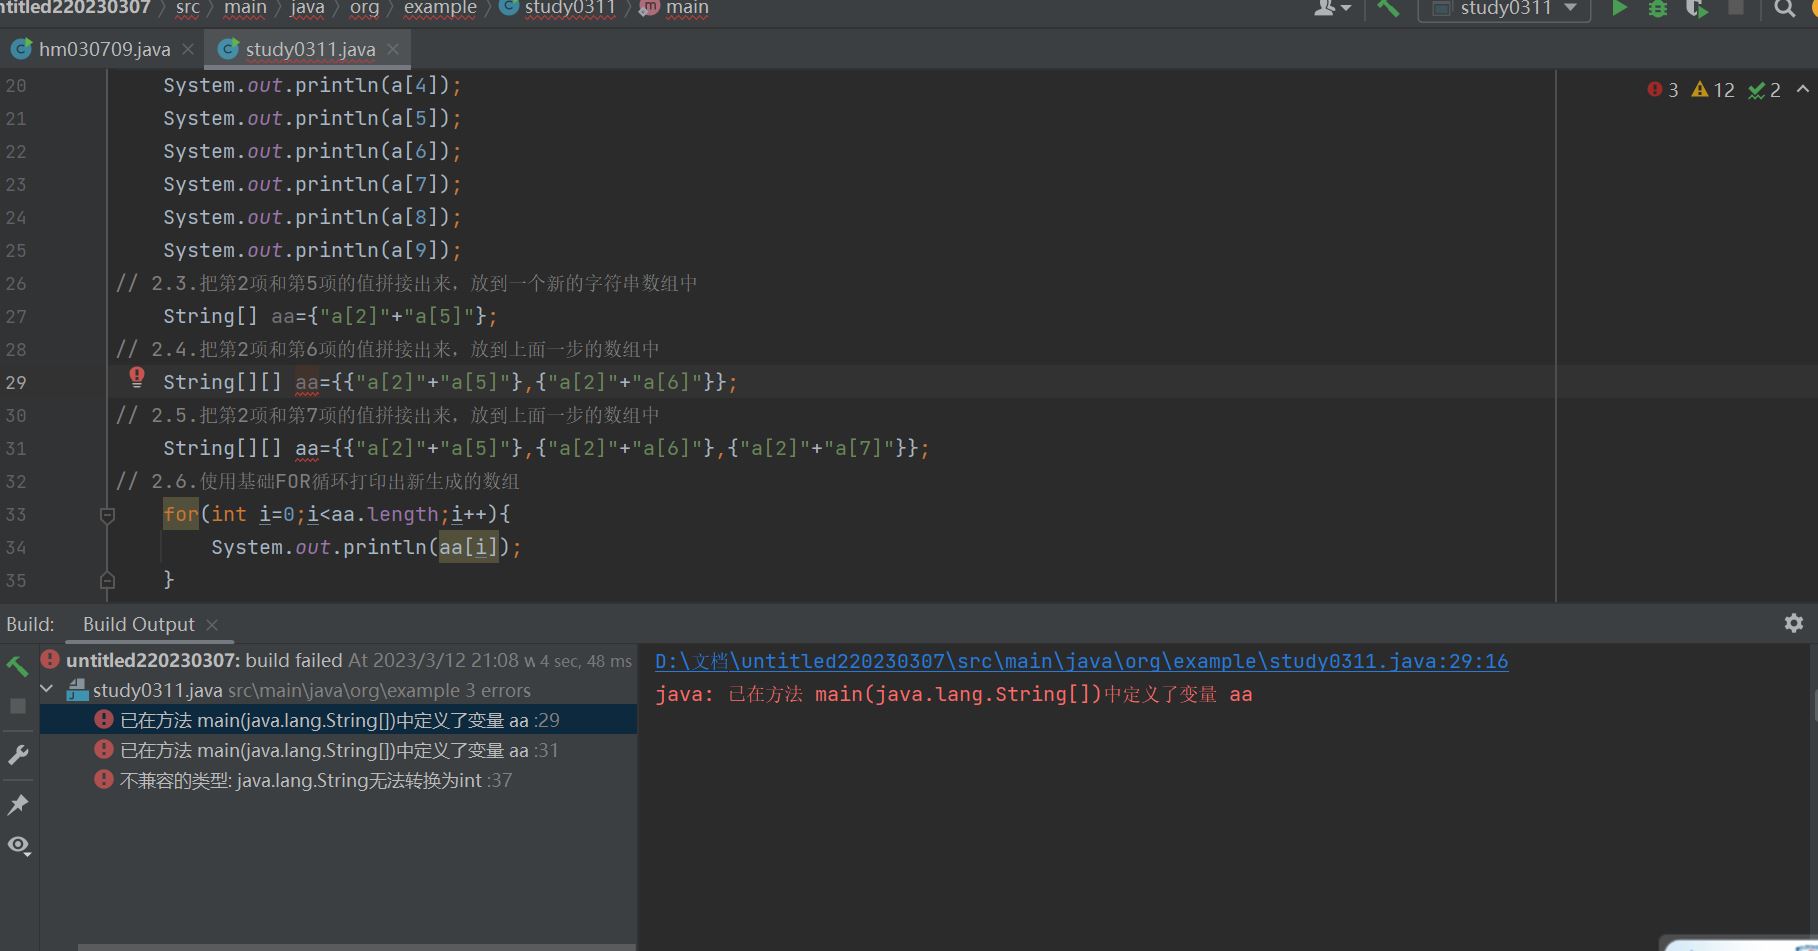 ntitled220230307 〉 src 〉 main 〉 java 〉 org 〉 example 〉 study0311 〉 main
study0311
hm030709.java
study0311.java
3 12 2
20 System.out.println(a[4]);
21 System.out.println(a[5]);
22 System.out.println(a[6]);
23 System.out.println(a[7]);
24 System.out.println(a[8]);
25 System.out.println(a[9]);
26 // 2.3.把第2项和第5项的值拼接出来，放到一个新的字符串数组中
27 String[] aa={"a[2]"+"a[5]"};
28 // 2.4.把第2项和第6项的值拼接出来，放到上面一步的数组中
29 String[][] aa={{"a[2]"+"a[5]"},{"a[2]"+"a[6]"}};
30 // 2.5.把第2项和第7项的值拼接出来，放到上面一步的数组中
31 String[][] aa={{"a[2]"+"a[5]"},{"a[2]"+"a[6]"},{"a[2]"+"a[7]"}};
32 // 2.6.使用基础FOR循环打印出新生成的数组
33 for(int i=0;i<aa.length;i++){
34 System.out.println(aa[i]);
35 }
Build: Build Output
untitled220230307: build failed At 2023/3/12 21:08 w 4 sec, 48 ms
study0311.java src\main\java\org\example 3 errors
已在方法 main(java.lang.String[])中定义了变量 aa :29
已在方法 main(java.lang.String[])中定义了变量 aa :31
不兼容的类型: java.lang.String无法转换为int :37
D:\文档\untitled220230307\src\main\java\org\example\study0311.java:29:16
java: 已在方法 main(java.lang.String[])中定义了变量 aa